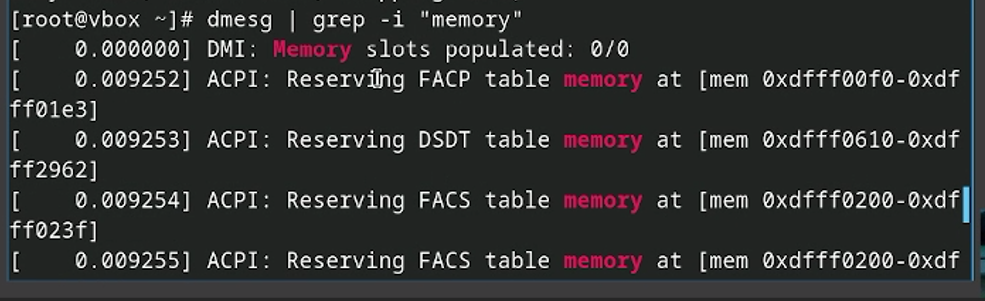 [root@vbox ~]# dmesg | grep -i "memory"
[    0.000000] DMI: Memory slots populated: 0/0
[    0.009252] ACPI: Reserving FACP table memory at [mem 0xdfff00f0-0xdf
ff01e3]
[    0.009253] ACPI: Reserving DSDT table memory at [mem 0xdfff0610-0xdf
ff2962]
[    0.009254] ACPI: Reserving FACS table memory at [mem 0xdfff0200-0xdf
ff023f]
[    0.009255] ACPI: Reserving FACS table memory at [mem 0xdfff0200-0xdf